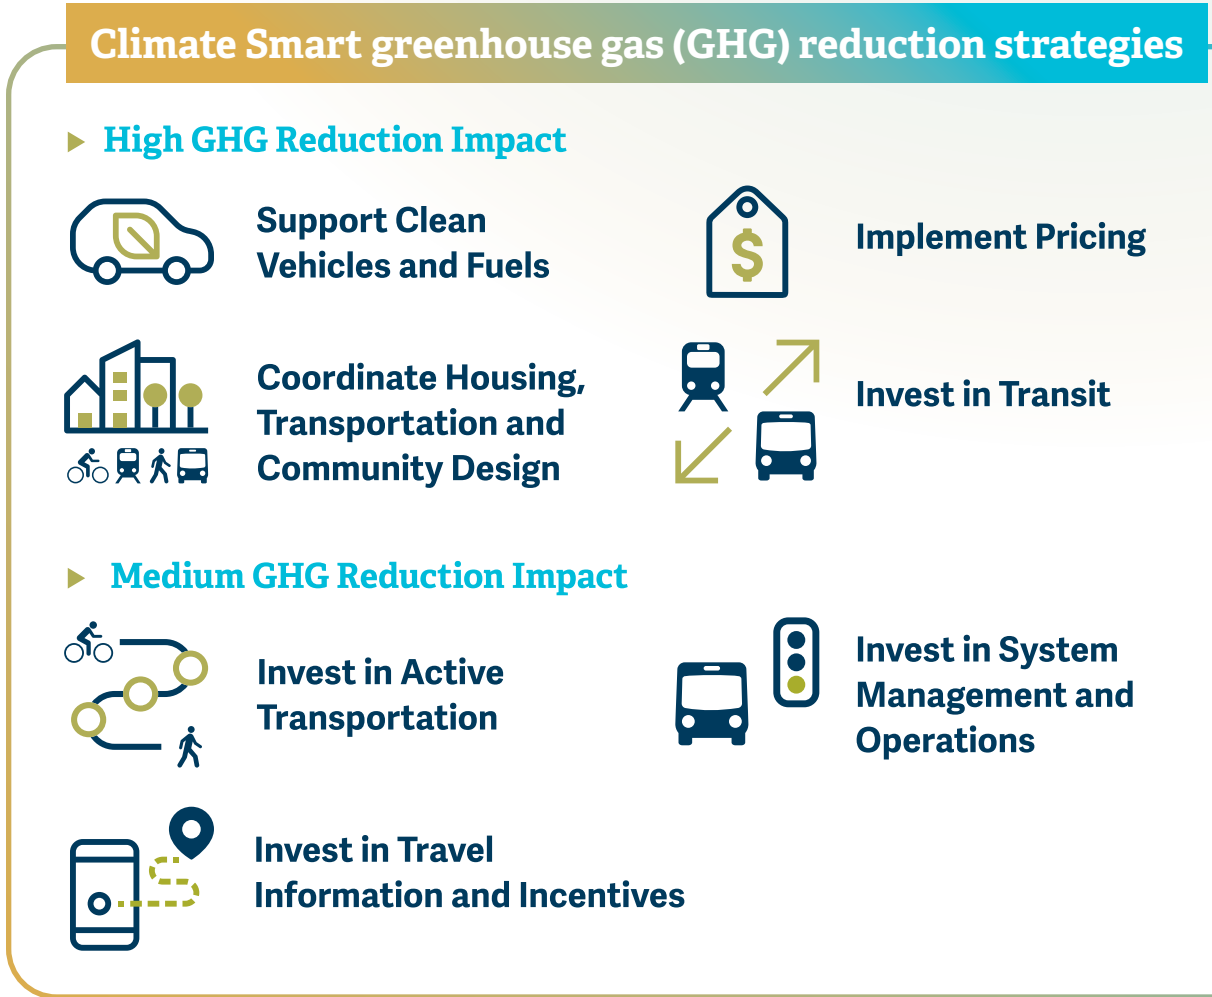 Climate Smart greenhouse gas (GHG) reduction strategies
High GHG Reduction Impact
Support Clean
Vehicles and Fuels
$
Implement Pricing
Coordinate Housing,
Transportation and
Community Design
Invest in Transit
Medium GHG Reduction Impact
Invest in Active
Transportation
Invest in System
Management and
Operations
Invest in Travel
Information and Incentives